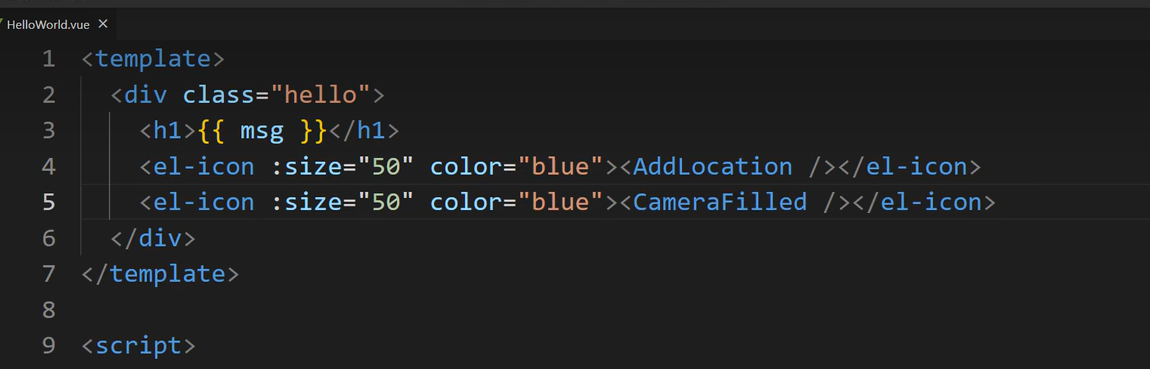 HelloWorld.vue ×
1 <template>
2 <div class="hello">
3 <h1>{{ msg }}</h1>
4 <el-icon :size="50" color="blue"><AddLocation /></el-icon>
5 <el-icon :size="50" color="blue"><CameraFilled /></el-icon>
6 </div>
7 </template>
8
9 <script>